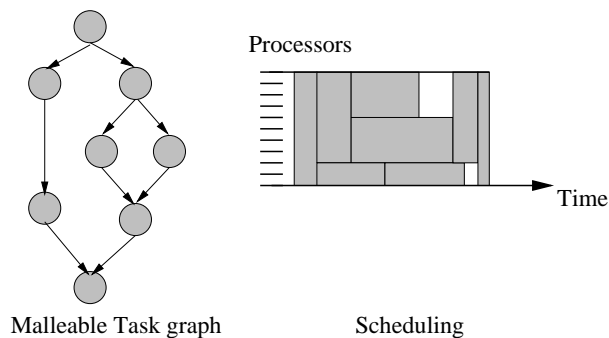 Processors
Time
Malleable Task graph
Scheduling